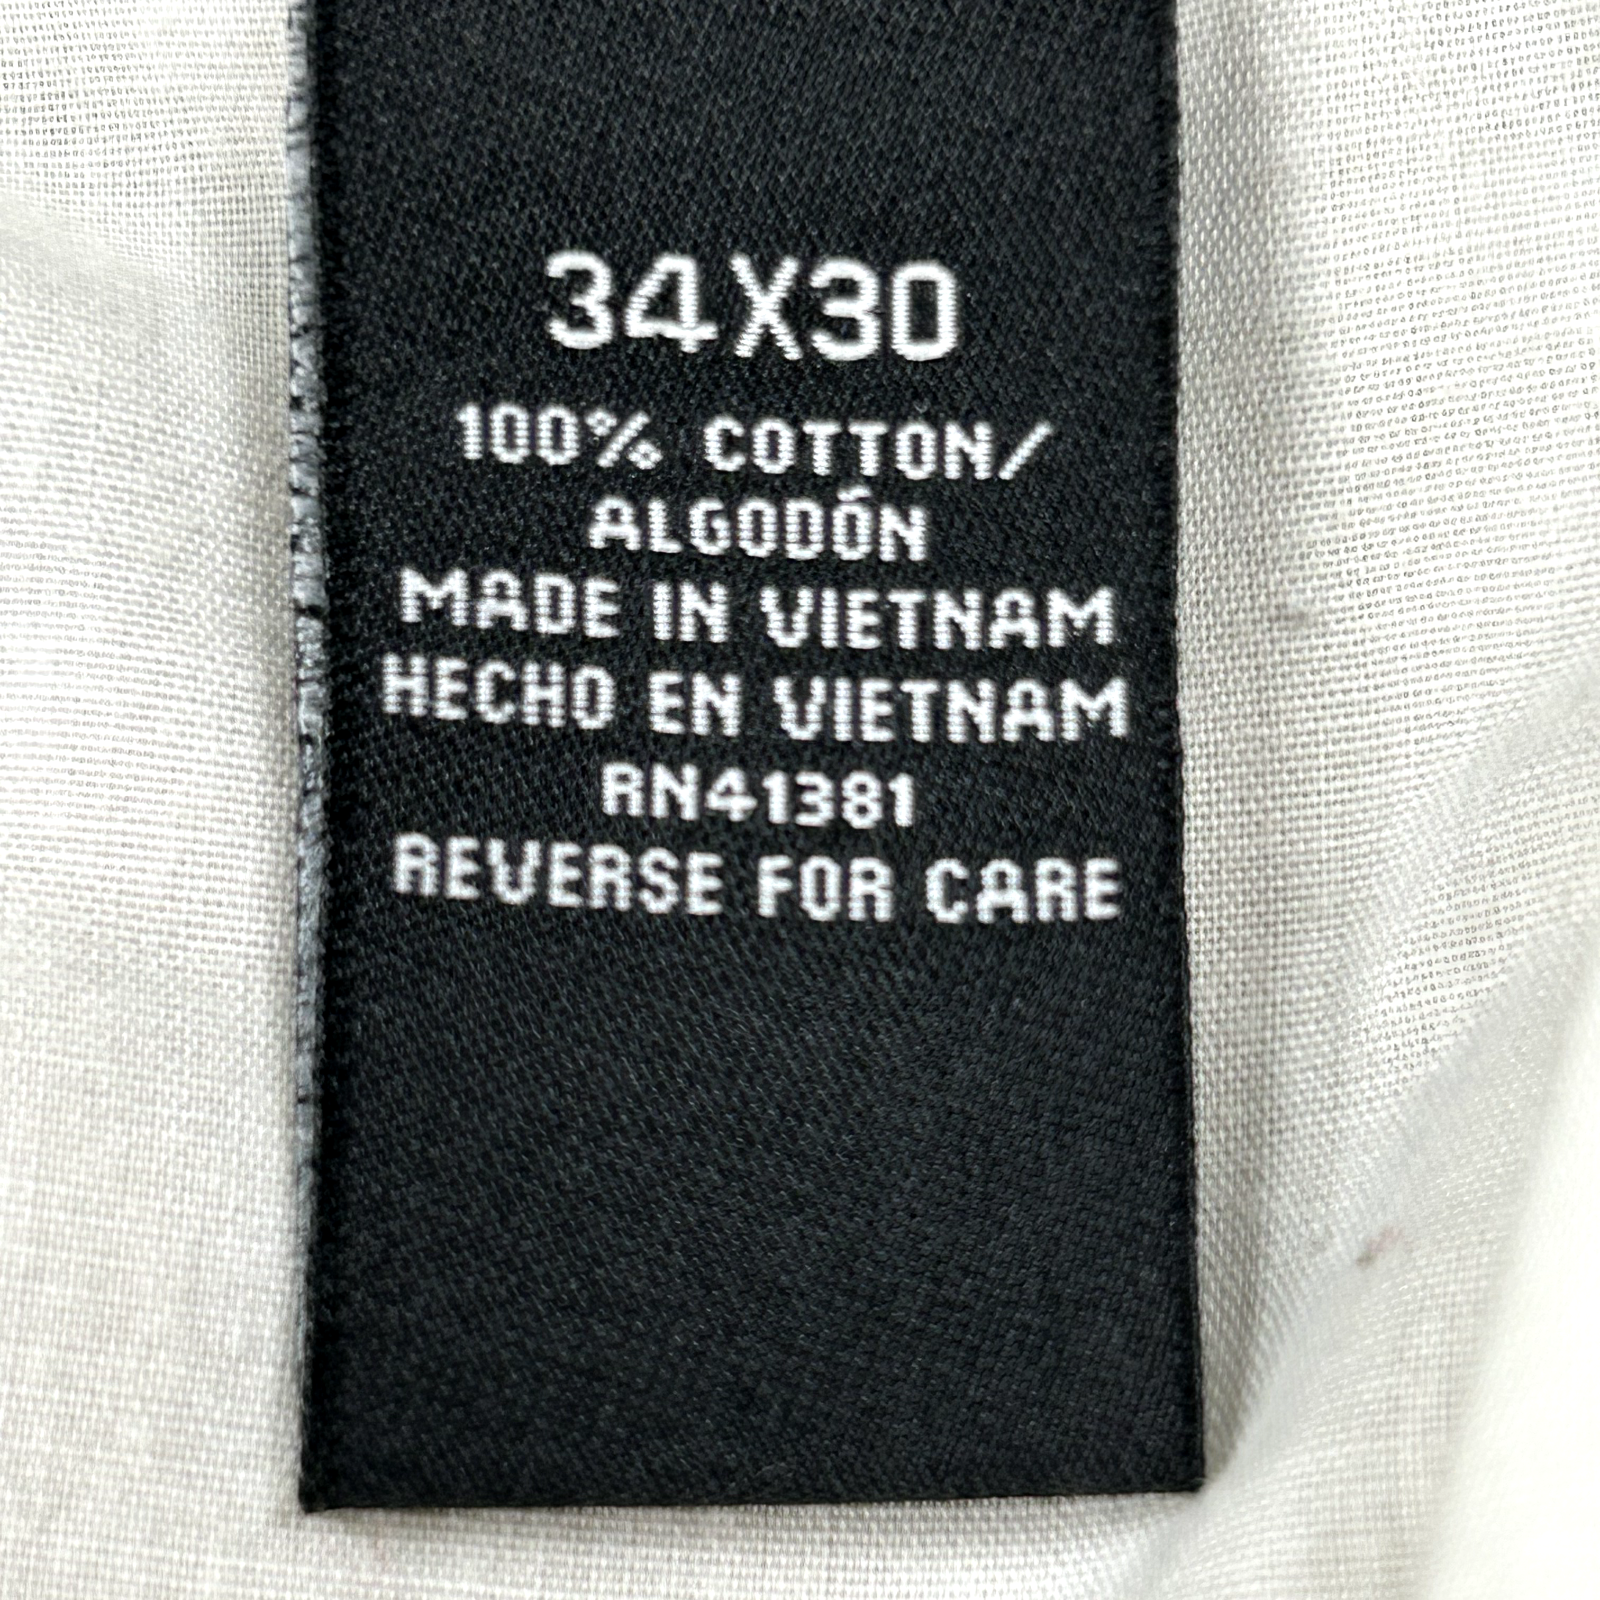 34X30
100% COTTON/
ALGODÓN
MADE IN VIETNAM
HECHO EN VIETNAM
RN41381
REVERSE FOR CARE